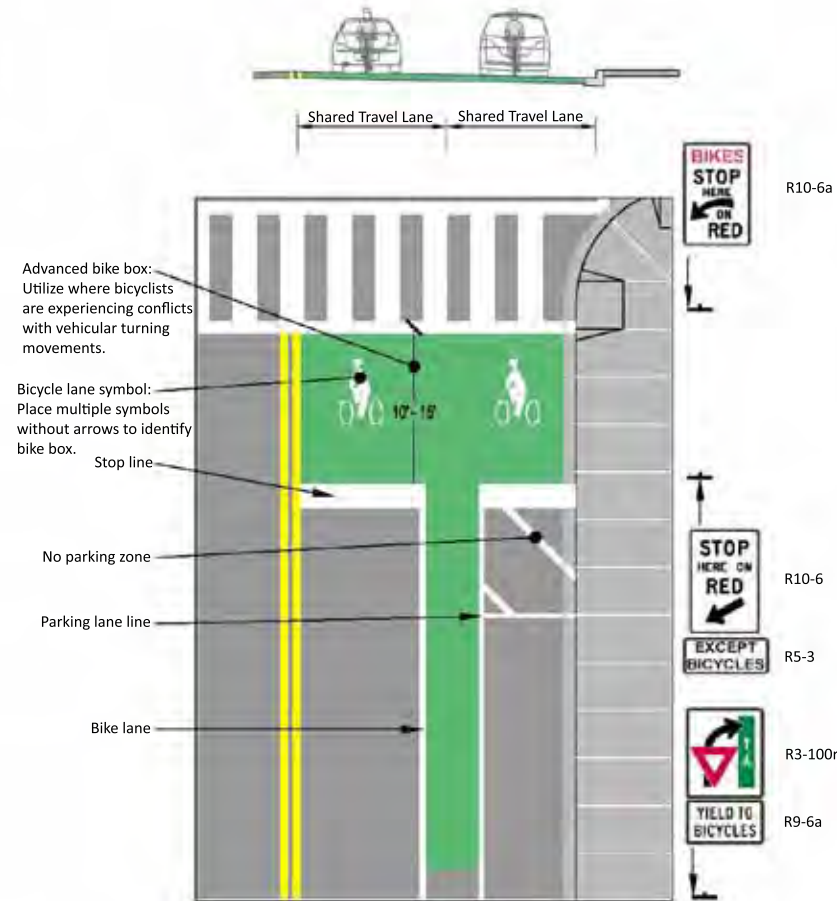 Shared Travel Lane
Shared Travel Lane
BIKES
STOP
HERE
ON
RED
R10-6a
Advanced bike box:
Utilize where bicyclists
are experiencing conflicts
with vehicular turning
movements.
Bicycle lane symbol:
Place multiple symbols
without arrows to identify
bike box.
10'-15'
Stop line
No parking zone
STOP
HERE ON
RED
R10-6
Parking lane line
EXCEPT
BICYCLES
R5-3
Bike lane
R3-100r
YIELD TO
BICYCLES
R9-6a